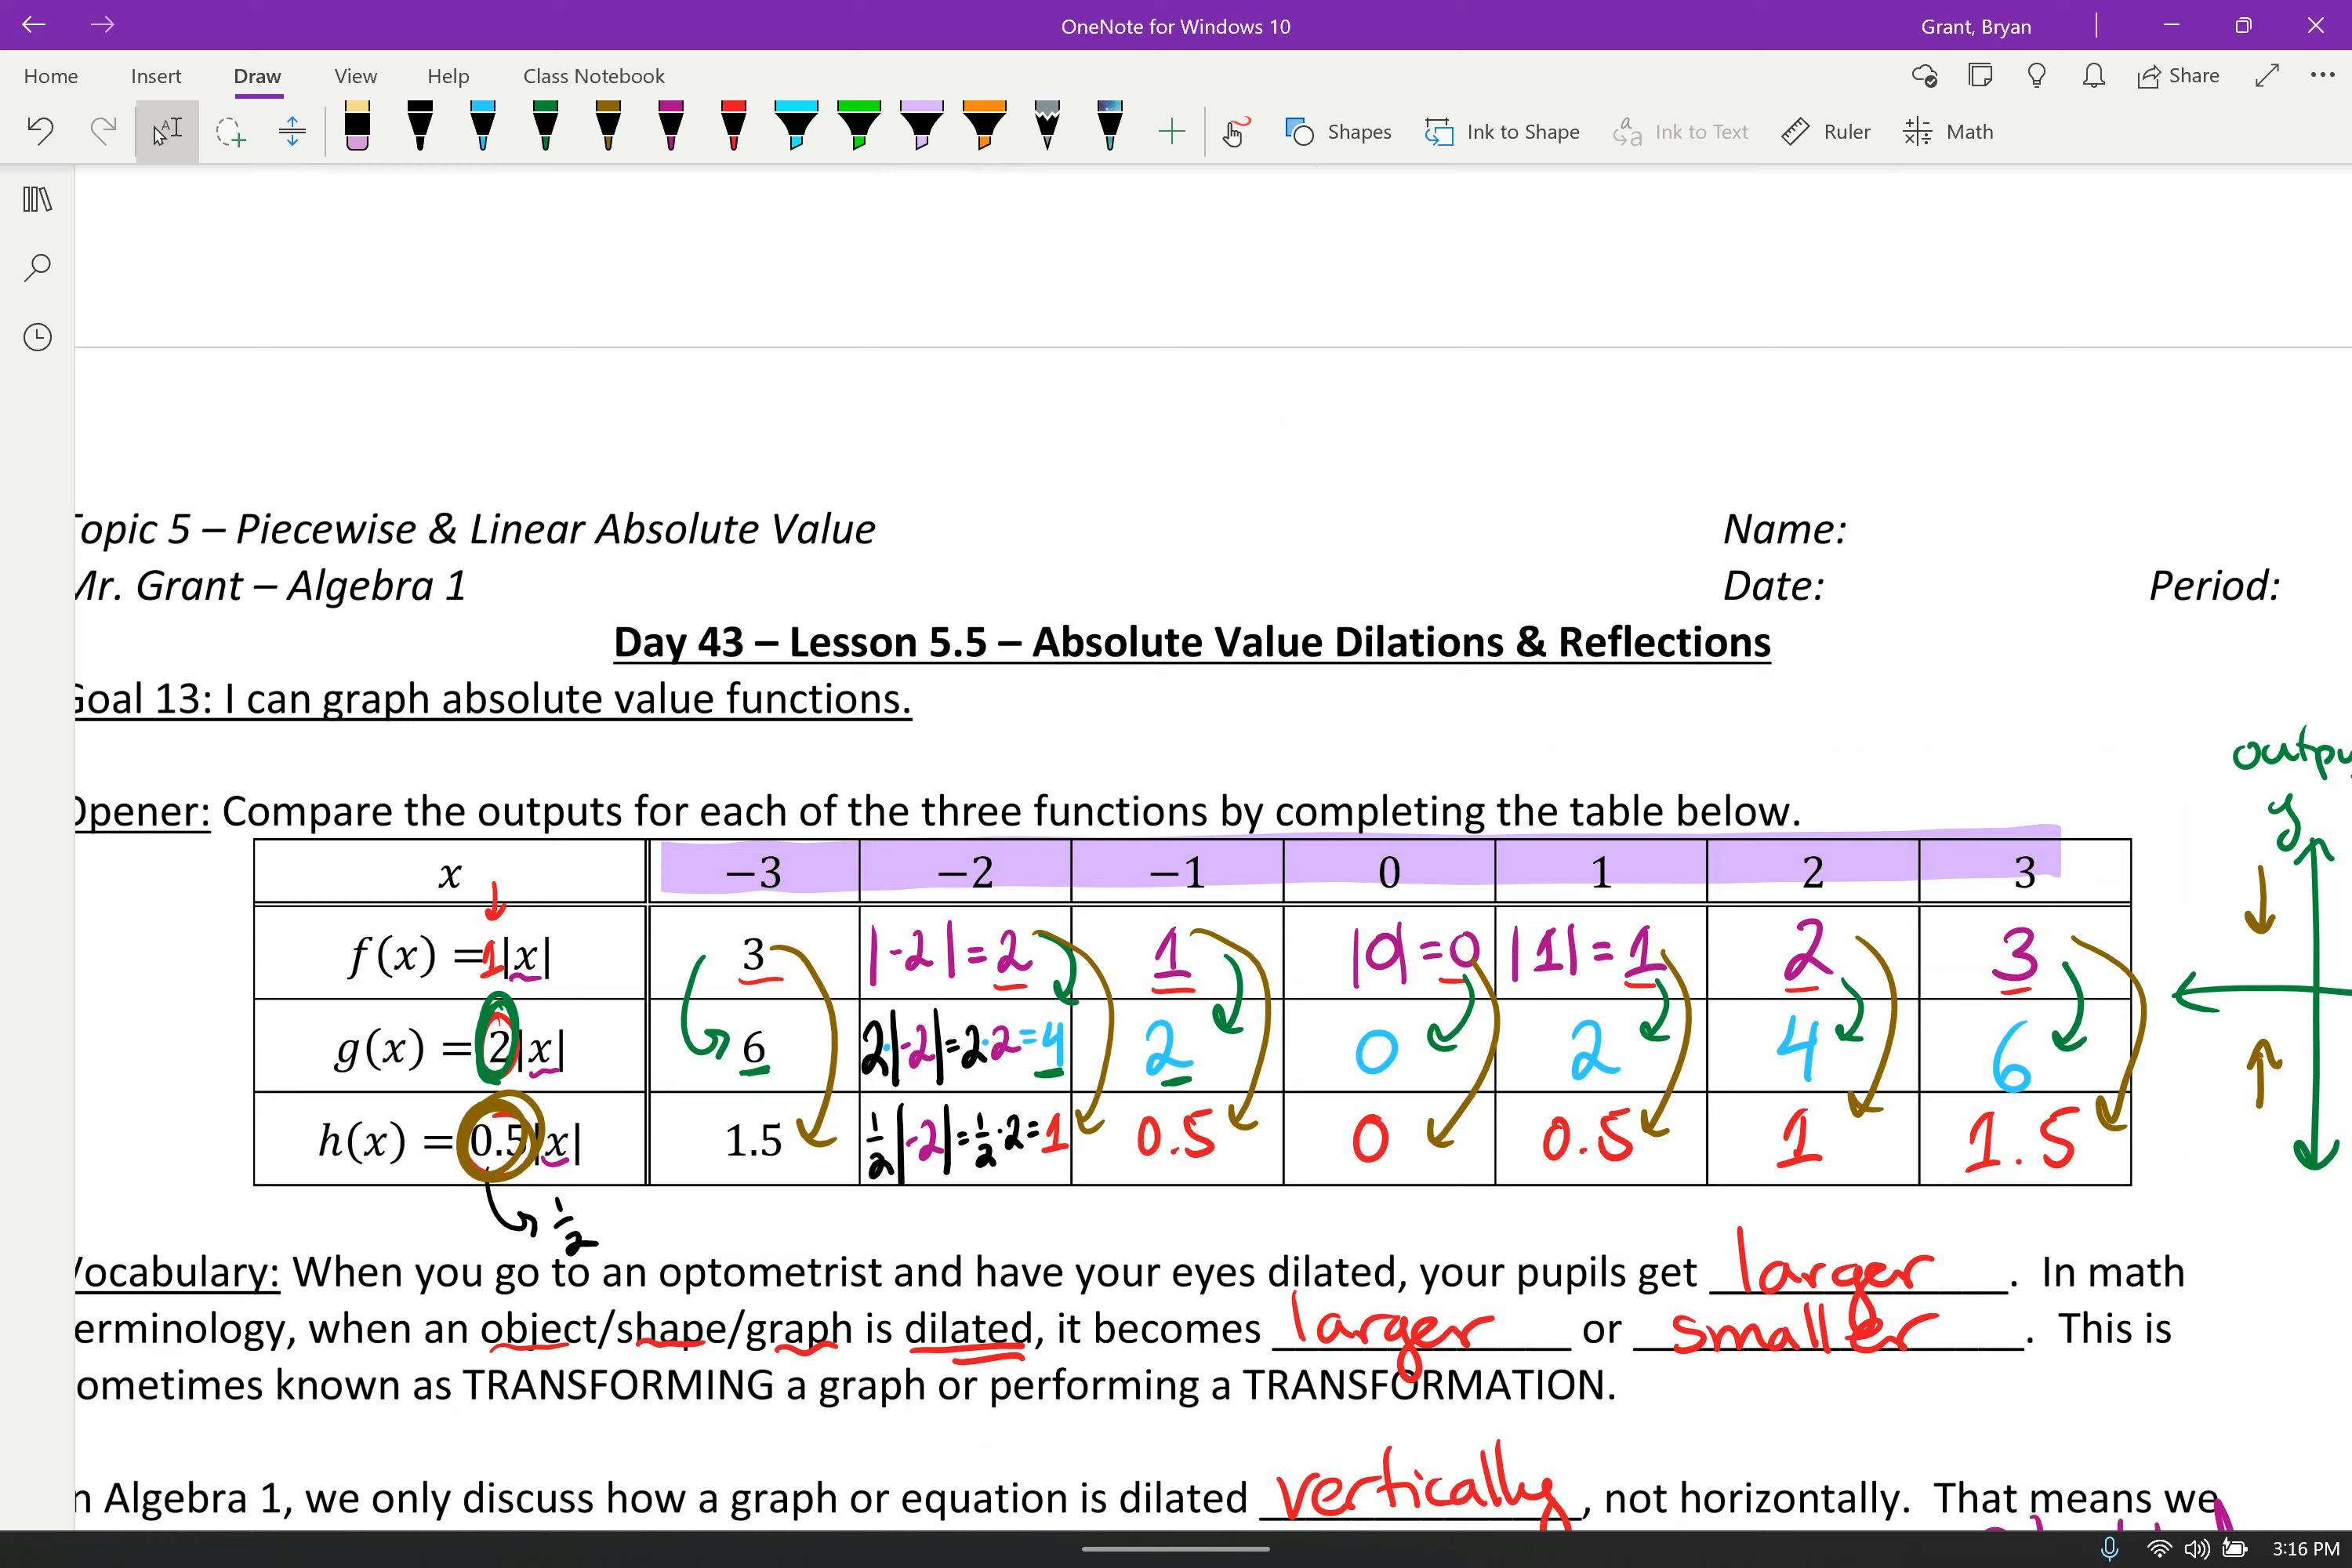 OneNote for Windows 10
Grant, Bryan
Home Insert Draw View Help Class Notebook Share
Shapes Ink to Shape Ink to Text Ruler Math
opic 5 – Piecewise & Linear Absolute Value Name:
Mr. Grant – Algebra 1 Date: Period:
Day 43 – Lesson 5.5 – Absolute Value Dilations & Reflections
Goal 13: I can graph absolute value functions.
outpu
y
Opener: Compare the outputs for each of the three functions by completing the table below.
x −3 −2 −1 0 1 2 3
f(x) = 1|x| 3 |-2| = 2 1 |0| = 0 |1| = 1 2 3
g(x) = 2|x| 6 2·|-2| = 2·2 = 4 2 0 2 4 6
h(x) = 0.5|x| 1.5 1/2|-2| = 1/2·2 = 1 0.5 0 0.5 1 1.5
1/2
Vocabulary: When you go to an optometrist and have your eyes dilated, your pupils get larger. In math
erminology, when an object/shape/graph is dilated, it becomes larger or smaller. This is
ometimes known as TRANSFORMING a graph or performing a TRANSFORMATION.
n Algebra 1, we only discuss how a graph or equation is dilated vertically, not horizontally. That means we
3:16 PM